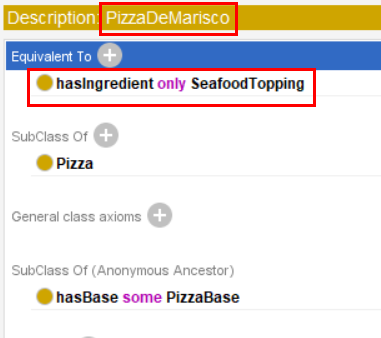 Description: PizzaDeMarisco
Equivalent To
hasIngredient only SeafoodTopping
SubClass Of
Pizza
General class axioms
SubClass Of (Anonymous Ancestor)
hasBase some PizzaBase